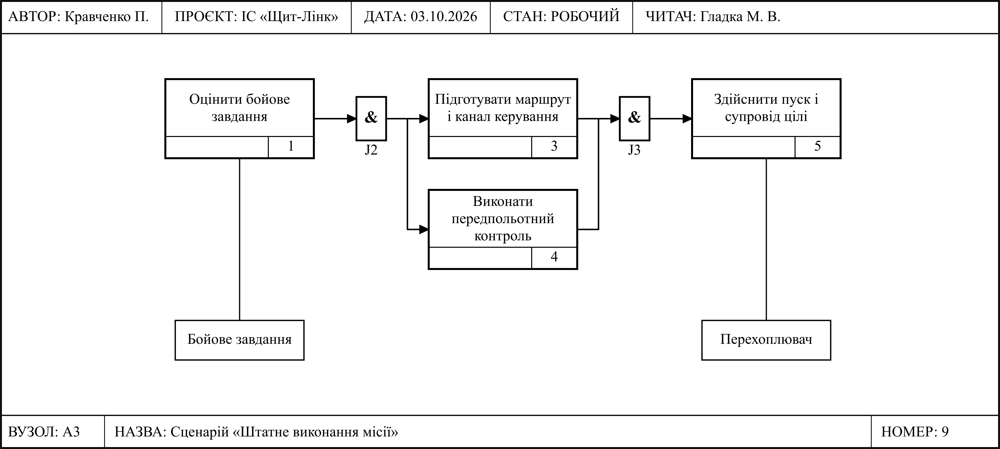 АВТОР: Кравченко П.
ПРОЄКТ: ІС «Щит-Лінк»
ДАТА: 03.10.2026
СТАН: РОБОЧИЙ
ЧИТАЧ: Гладка М. В.
Оцінити бойове
завдання
1
&
J2
Підготувати маршрут
і канал керування
3
&
J3
Здійснити пуск і
супровід цілі
5
Виконати
передпольотний
контроль
4
Бойове завдання
Перехоплювач
ВУЗОЛ: А3
НАЗВА: Сценарій «Штатне виконання місії»
НОМЕР: 9